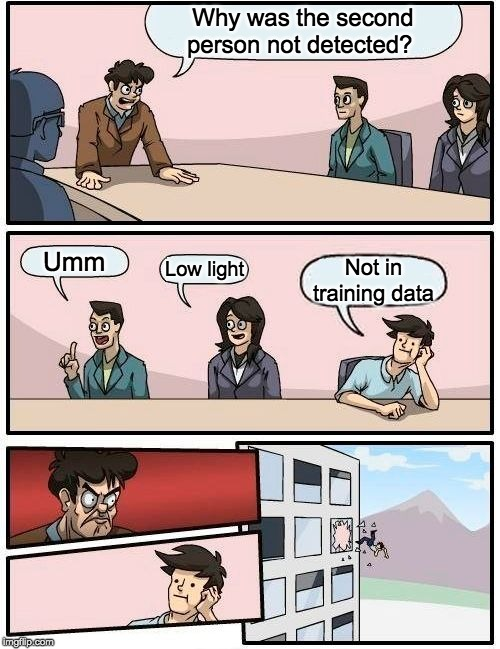 Why was the second
person not detected?
Umm
Low light
Not in
training data
imgflip.com